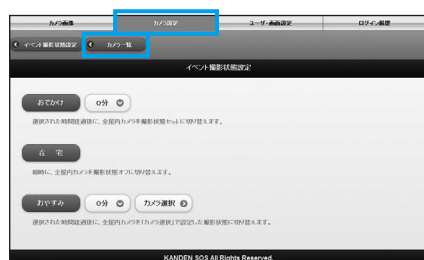 カメラ画像 カメラ設定 ユーザ・画面設定 ログイン履歴
イベント撮影状態設定 カメラ一覧
イベント撮影状態設定
おでかけ 0分
選択された時間経過後に、全屋内カメラを撮影状態セットに切り替えます。
在 宅
即時に、全屋内カメラを撮影状態オフに切り替えます。
おやすみ 0分 カメラ選択
選択された時間経過後に、全屋内カメラを「カメラ選択」で設定した撮影状態に切り替えます。
KANDEN SOS All Rights Reserved.